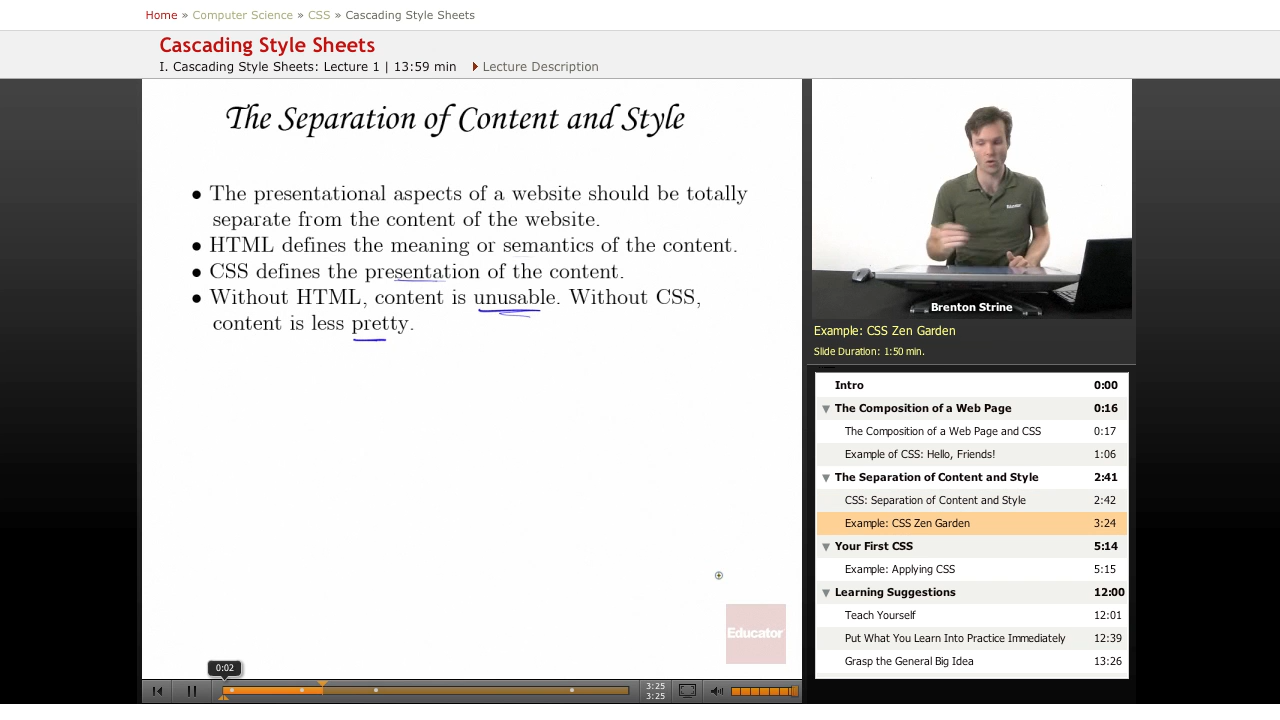 Home » Computer Science » CSS » Cascading Style Sheets
Cascading Style Sheets
I. Cascading Style Sheets: Lecture 1 | 13:59 min Lecture Description
The Separation of Content and Style
• The presentational aspects of a website should be totally
separate from the content of the website.
• HTML defines the meaning or semantics of the content.
• CSS defines the presentation of the content.
• Without HTML, content is unusable. Without CSS,
content is less pretty.
Educator
0:02
3:25
3:25
Educator
Brenton Strine
Example: CSS Zen Garden
Slide Duration: 1:50 min.
Intro 0:00
▼ The Composition of a Web Page 0:16
The Composition of a Web Page and CSS 0:17
Example of CSS: Hello, Friends! 1:06
▼ The Separation of Content and Style 2:41
CSS: Separation of Content and Style 2:42
Example: CSS Zen Garden 3:24
▼ Your First CSS 5:14
Example: Applying CSS 5:15
▼ Learning Suggestions 12:00
Teach Yourself 12:01
Put What You Learn Into Practice Immediately 12:39
Grasp the General Big Idea 13:26